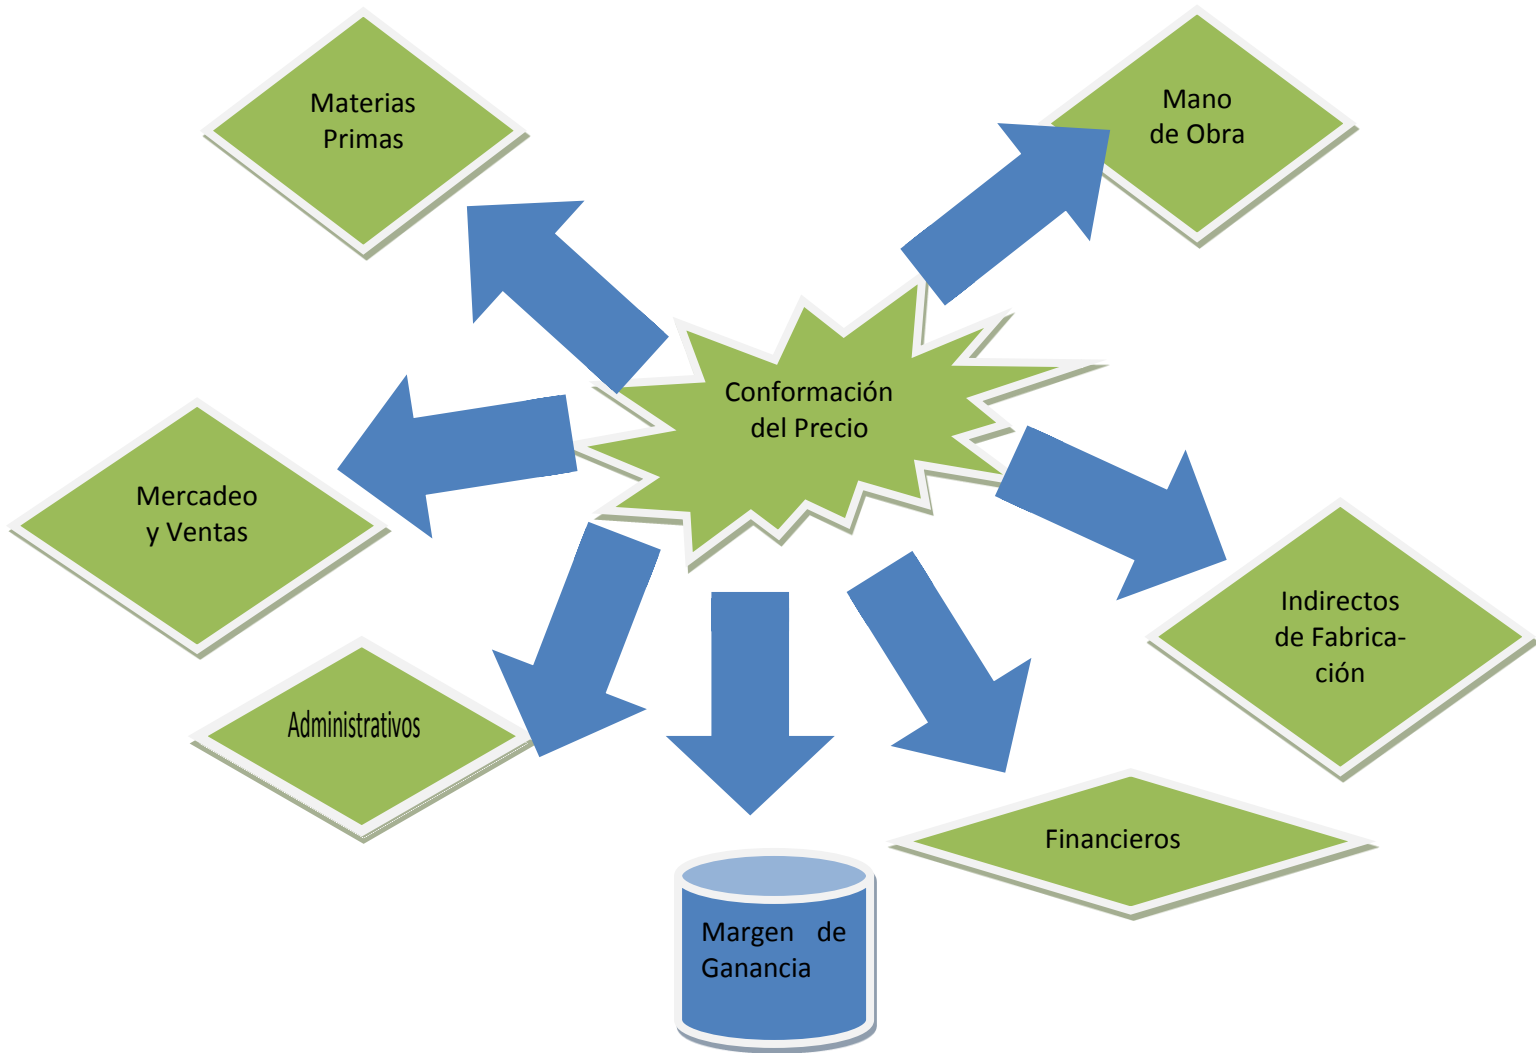 Materias
Primas
Mano
de Obra
Conformación
del Precio
Mercadeo
y Ventas
Indirectos
de Fabrica-
ción
Administrativos
Financieros
Margen de
Ganancia